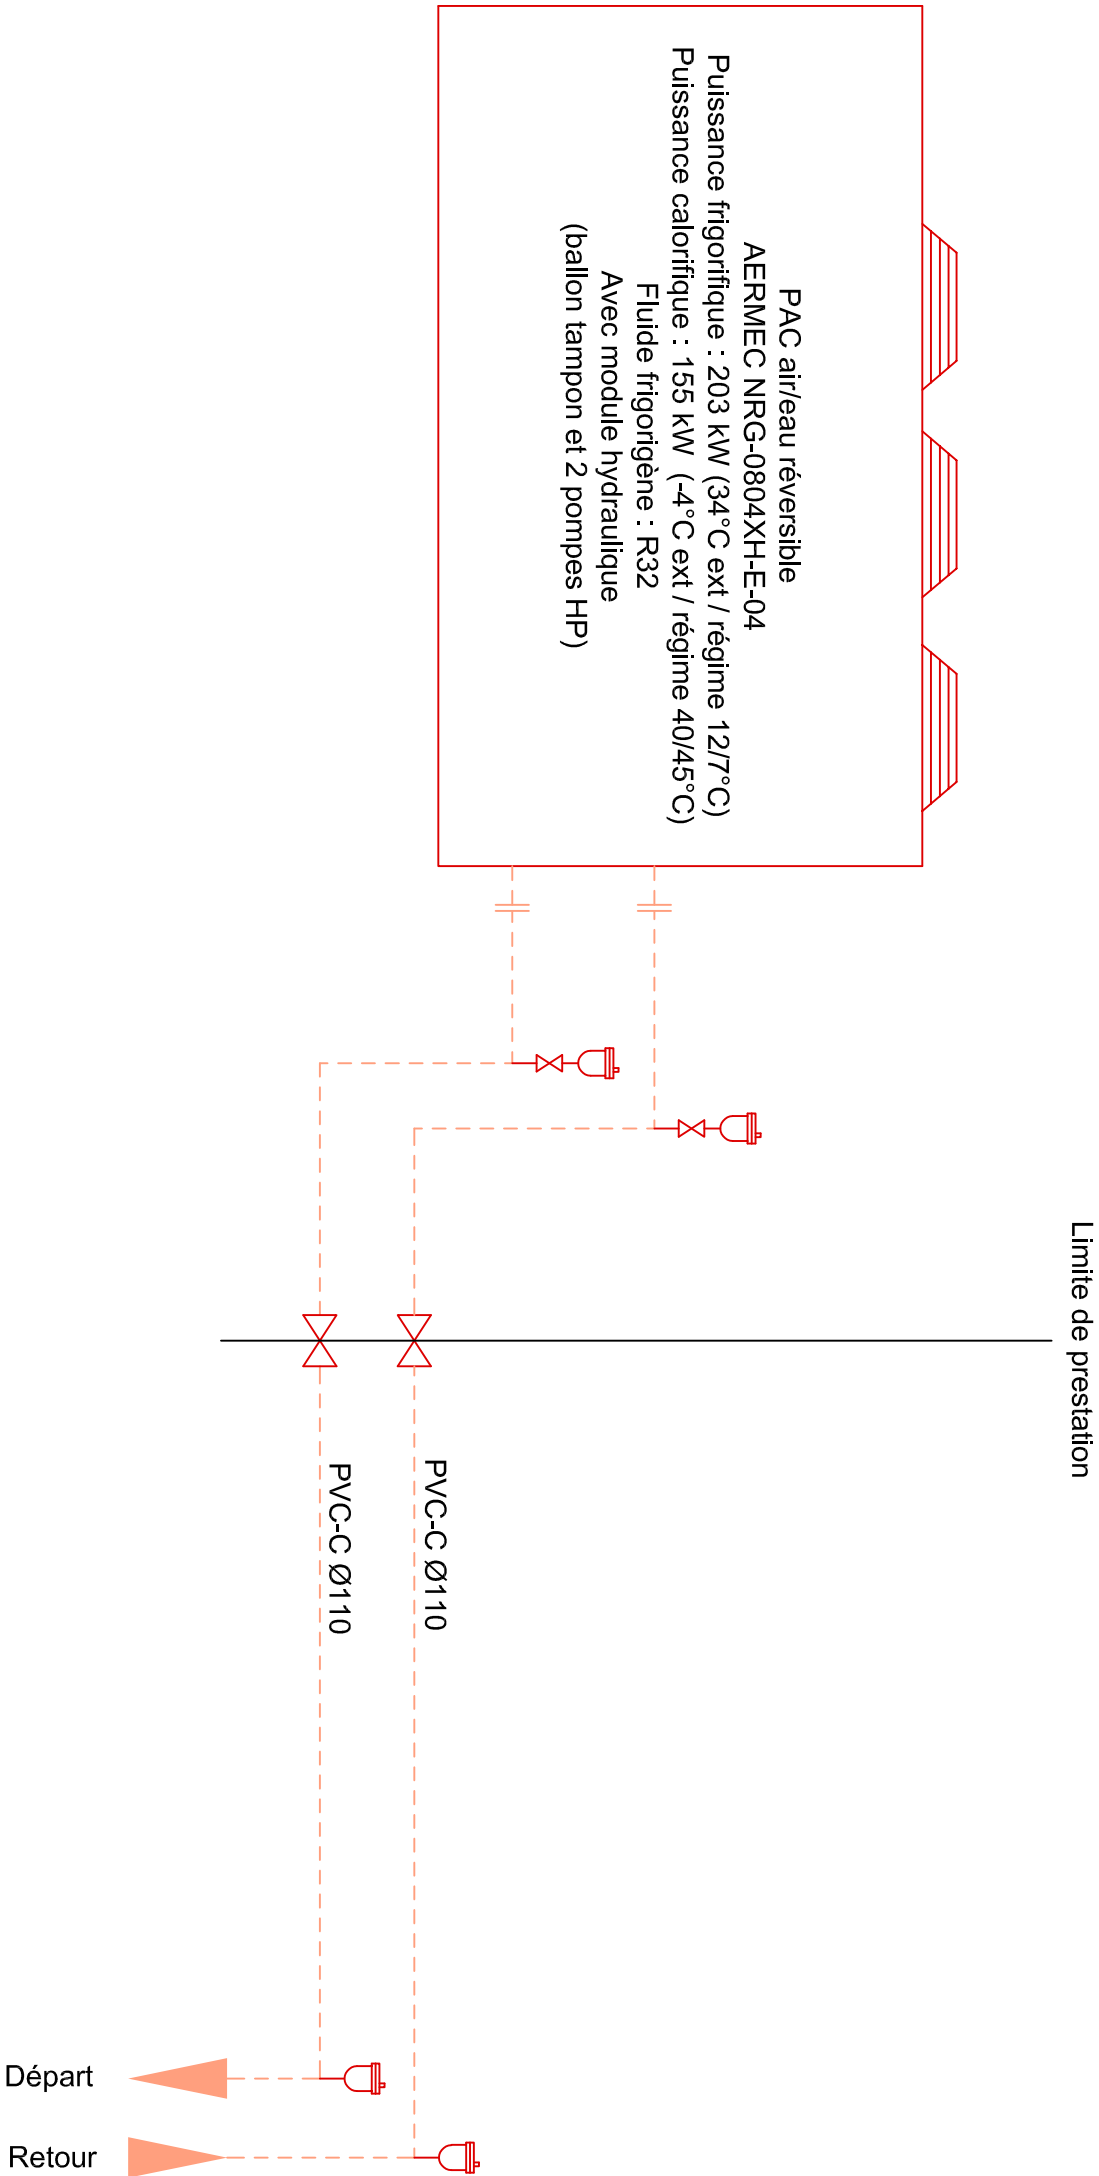 PAC air/eau réversible
AERMEC NRG-0804XH-E-04
Puissance frigorifique : 203 kW (34°C ext / régime 12/7°C)
Puissance calorifique : 155 kW (-4°C ext / régime 40/45°C)
Fluide frigorigène : R32
Avec module hydraulique
(ballon tampon et 2 pompes HP)
Limite de prestation
PVC-C Ø110
PVC-C Ø110
Départ
Retour